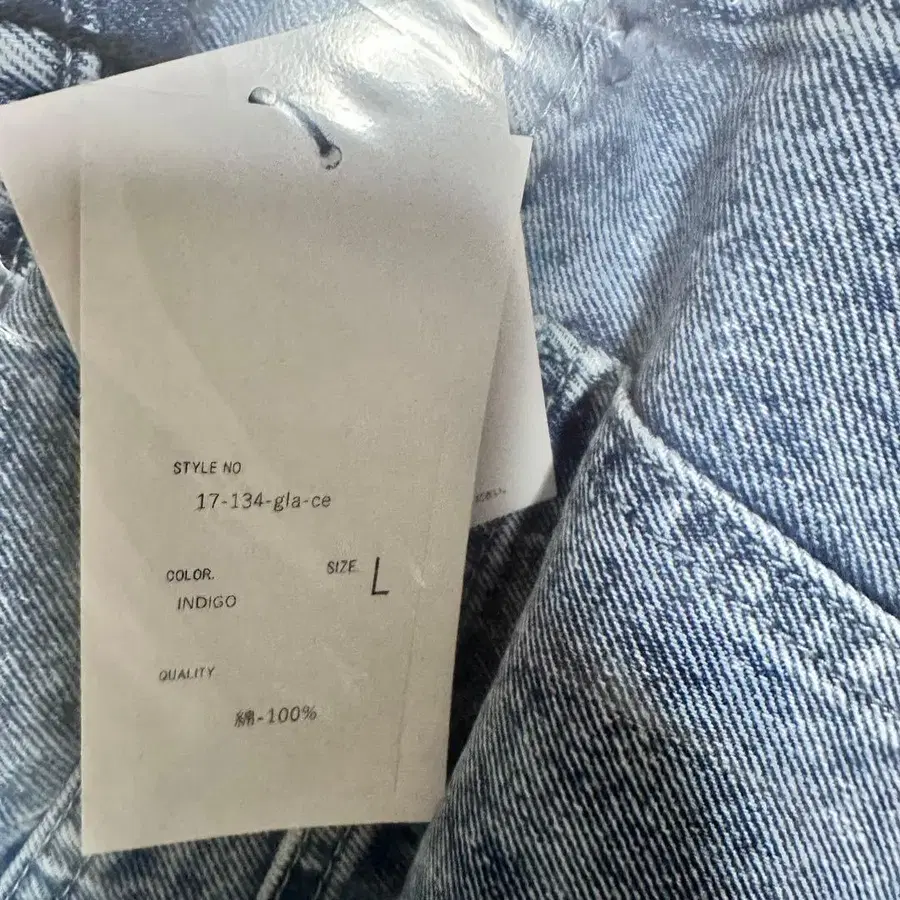 STYLE NO
17-134-gla-ce
COLOR.
SIZE
L
INDIGO
QUALITY
綿-100%